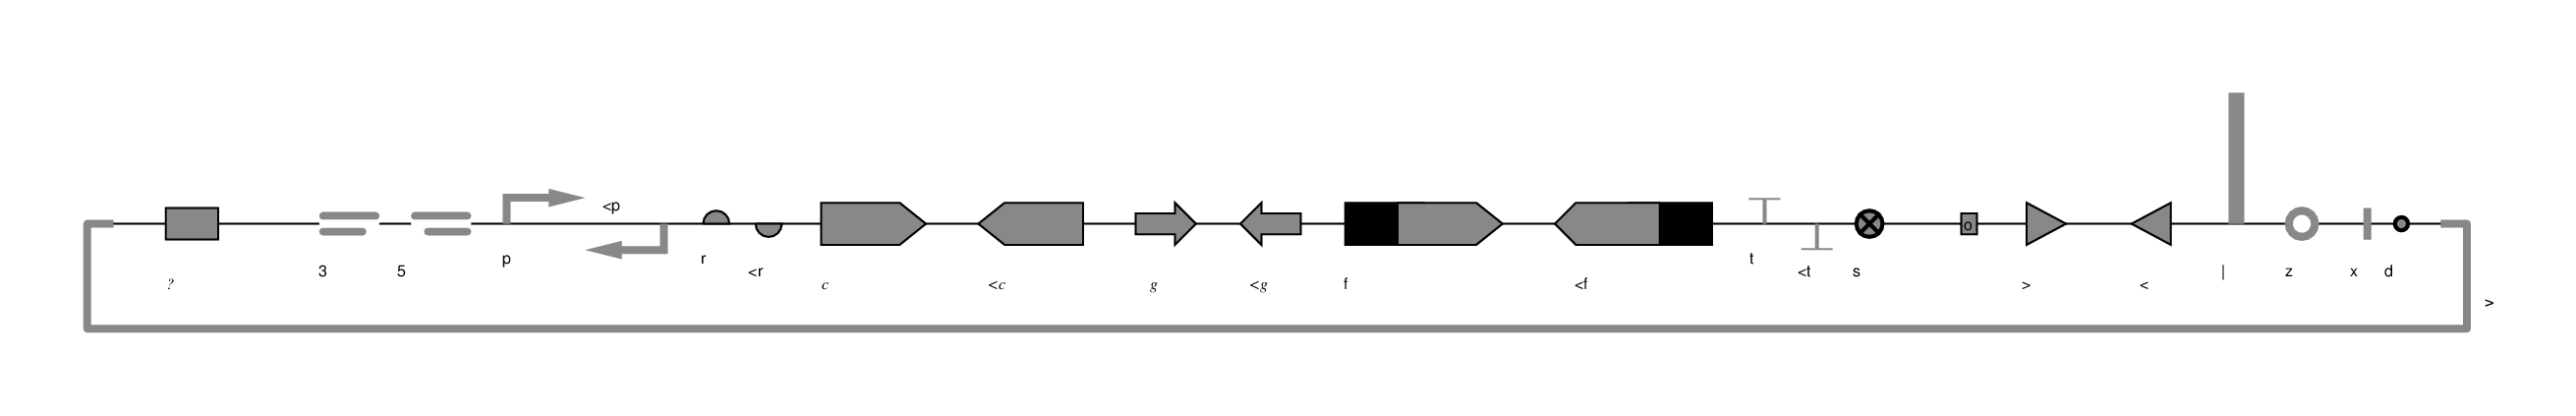 ? 3 5 p <p r <r c <c g <g f <f t <t s o > < | z x d >